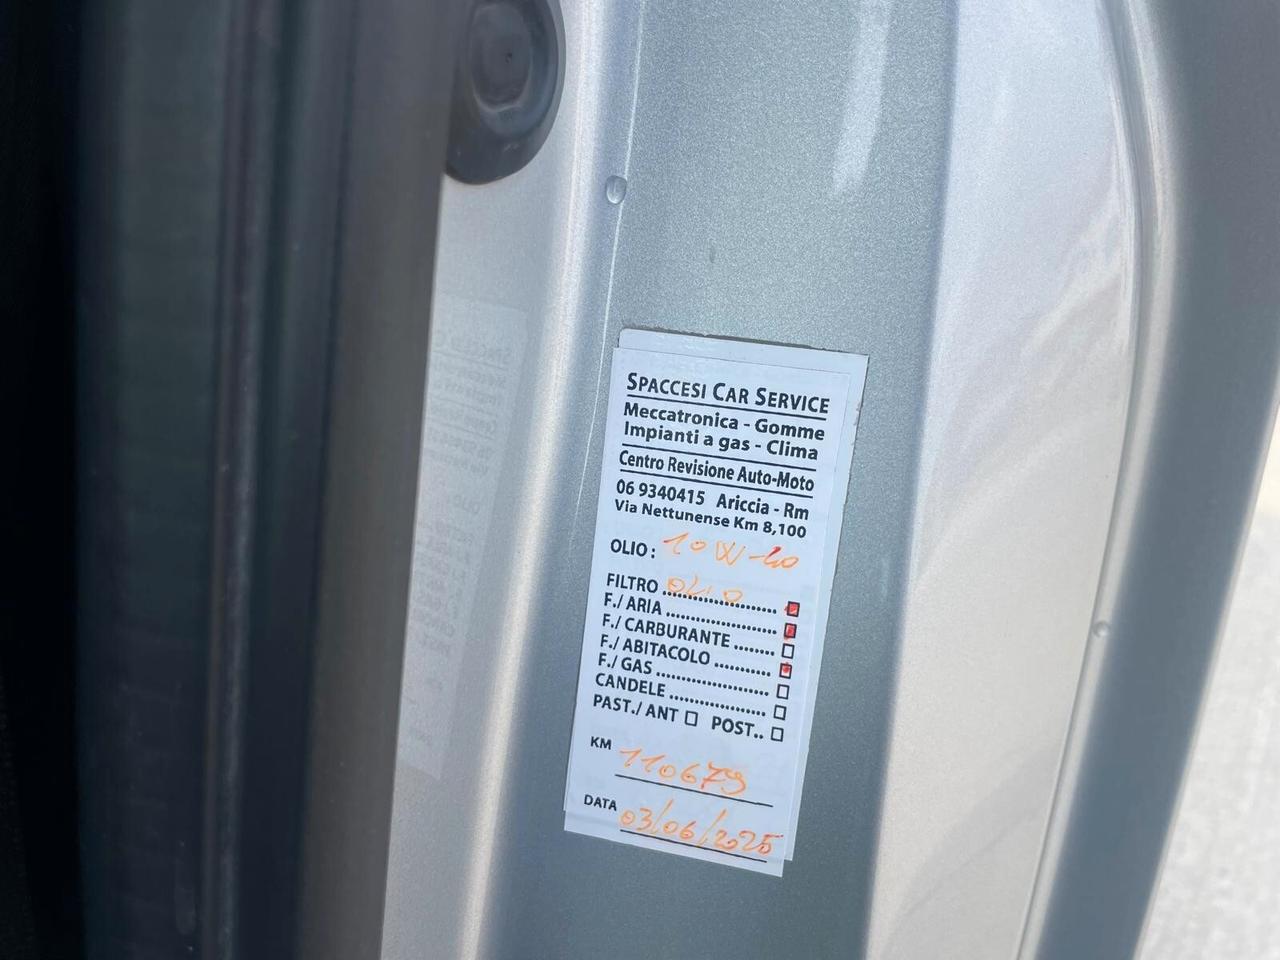 SPACCESI CAR SERVICE
Meccatronica - Gomme
Impianti a gas - Clima
Centro Revisione Auto-Moto
06 9340415 Ariccia - Rm
Via Nettunense Km 8,100
OLIO : 10W-40
FILTRO OLIO
F./ ARIA
F./ CARBURANTE
F./ ABITACOLO
F./ GAS
CANDELE
PAST./ ANT POST..
KM 110679
DATA 03/06/2025